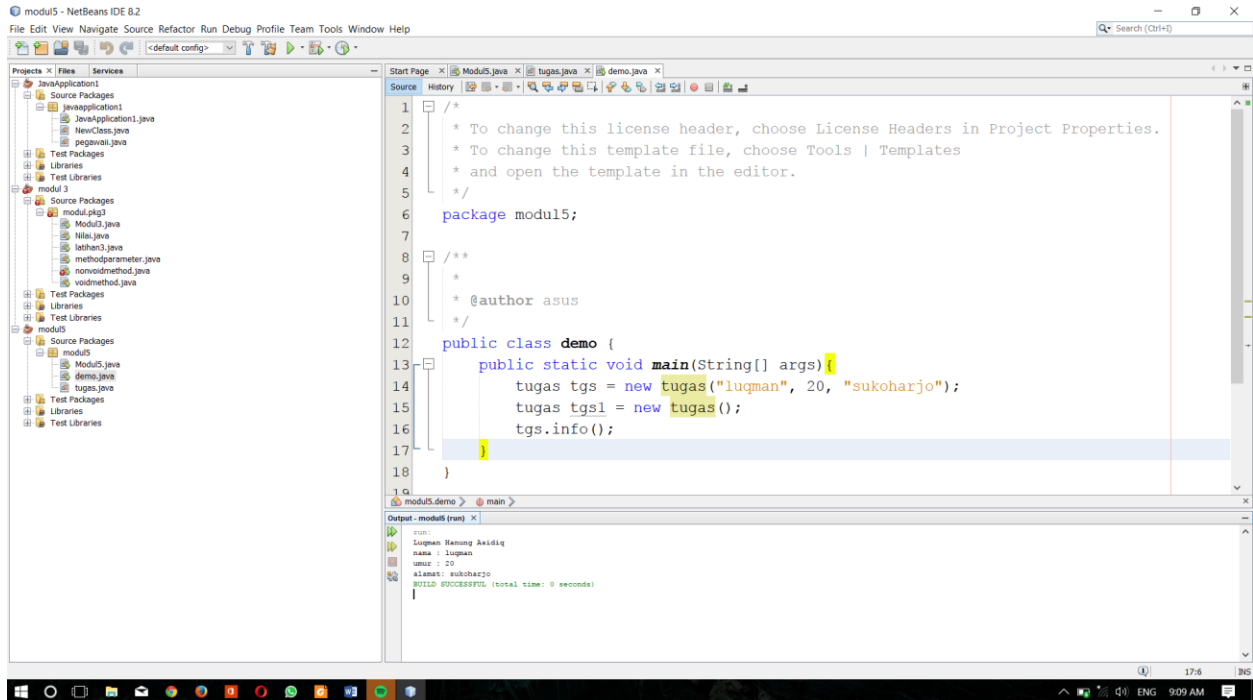 modul5 - NetBeans IDE 8.2
File Edit View Navigate Source Refactor Run Debug Profile Team Tools Window Help
Search (Ctrl+I)
<default config>
Projects Files Services
JavaApplication1
Source Packages
javaapplication1
JavaApplication1.java
NewClass.java
pegawaii.java
Test Packages
Libraries
Test Libraries
modul 3
Source Packages
modul.pkg3
Modul3.java
Nilai.java
latihan3.java
methodparameter.java
nonvoidmethod.java
voidmethod.java
Test Packages
Libraries
Test Libraries
modul5
Source Packages
modul5
Modul5.java
demo.java
tugas.java
Test Packages
Libraries
Test Libraries
Start Page Modul5.java tugas.java demo.java
Source History
1 /*
2 * To change this license header, choose License Headers in Project Properties.
3 * To change this template file, choose Tools | Templates
4 * and open the template in the editor.
5 */
6 package modul5;
7
8 /**
9 *
10 * @author asus
11 */
12 public class demo {
13 public static void main(String[] args){
14 tugas tgs = new tugas("luqman", 20, "sukoharjo");
15 tugas tgs1 = new tugas();
16 tgs.info();
17 }
18 }
19
modul5.demo main
Output - modul5 (run)
run:
Luqman Hanung Asidiq
nama : luqman
umur : 20
alamat: sukoharjo
BUILD SUCCESSFUL (total time: 0 seconds)
17:6 INS
ENG 9:09 AM